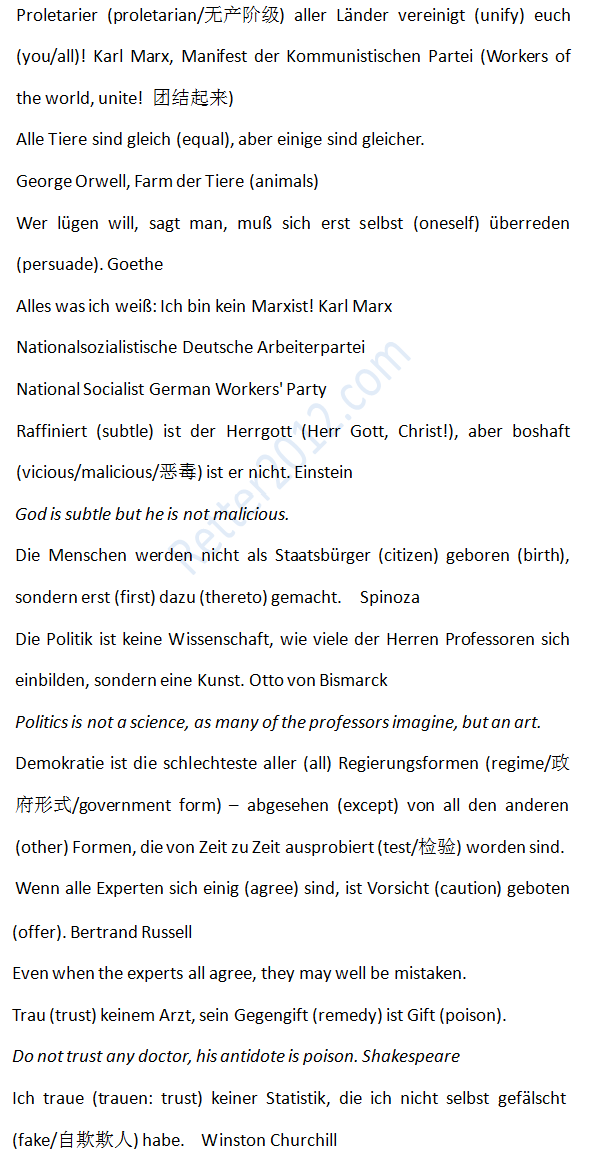 Proletarier (proletarian/无产阶级) aller Länder vereinigt (unify) euch
(you/all)! Karl Marx, Manifest der Kommunistischen Partei (Workers of
the world, unite! 团结起来)
Alle Tiere sind gleich (equal), aber einige sind gleicher.
George Orwell, Farm der Tiere (animals)
Wer lügen will, sagt man, muß sich erst selbst (oneself) überreden
(persuade). Goethe
Alles was ich weiß: Ich bin kein Marxist! Karl Marx
Nationalsozialistische Deutsche Arbeiterpartei
National Socialist German Workers' Party
Raffiniert (subtle) ist der Herrgott (Herr Gott, Christ!), aber boshaft
(vicious/malicious/恶毒) ist er nicht. Einstein
God is subtle but he is not malicious.
Die Menschen werden nicht als Staatsbürger (citizen) geboren (birth),
sondern erst (first) dazu (thereto) gemacht. Spinoza
Die Politik ist keine Wissenschaft, wie viele der Herren Professoren sich
einbilden, sondern eine Kunst. Otto von Bismarck
Politics is not a science, as many of the professors imagine, but an art.
Demokratie ist die schlechteste aller (all) Regierungsformen (regime/政
府形式/government form) – abgesehen (except) von all den anderen
(other) Formen, die von Zeit zu Zeit ausprobiert (test/检验) worden sind.
Wenn alle Experten sich einig (agree) sind, ist Vorsicht (caution) geboten
(offer). Bertrand Russell
Even when the experts all agree, they may well be mistaken.
Trau (trust) keinem Arzt, sein Gegengift (remedy) ist Gift (poison).
Do not trust any doctor, his antidote is poison. Shakespeare
Ich traue (trauen: trust) keiner Statistik, die ich nicht selbst gefälscht
(fake/自欺欺人) habe. Winston Churchill
Retter2012.com